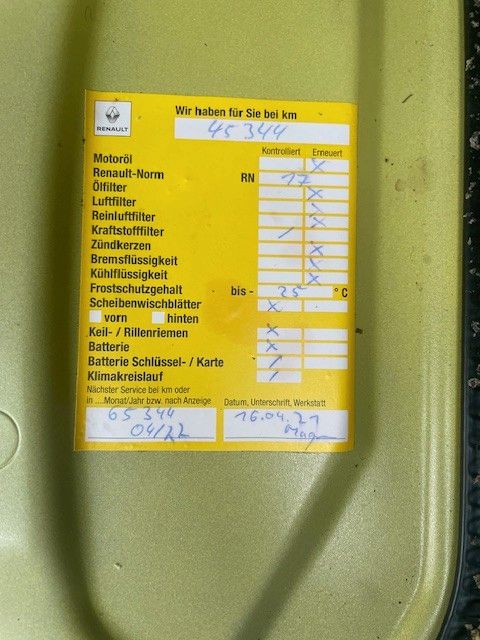 RENAULT
Wir haben für Sie bei km
45 344
Kontrolliert Erneuert
Motoröl x
Renault-Norm RN 17
Ölfilter x
Luftfilter /
Reinluftfilter x
Kraftstofffilter /
Zündkerzen x
Bremsflüssigkeit x
Kühlflüssigkeit x
Frostschutzgehalt bis - 25 °C
Scheibenwischblätter x
vorn hinten
Keil- / Rillenriemen x
Batterie x
Batterie Schlüssel- / Karte /
Klimakreislauf /
Nächster Service bei km oder
in ....Monat/Jahr bzw. nach Anzeige
Datum, Unterschrift, Werkstatt
65 344
04/22
16.04.21